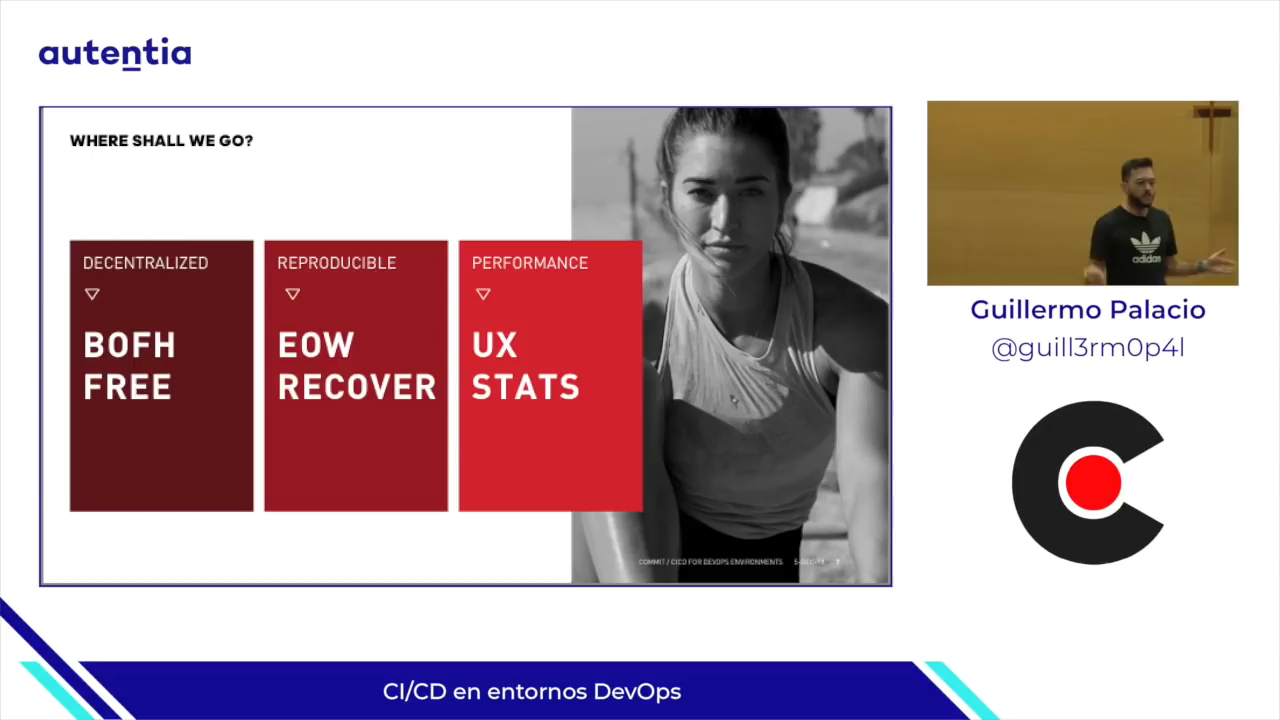 autentia
WHERE SHALL WE GO?
DECENTRALIZED
BOFH
FREE
REPRODUCIBLE
EOW
RECOVER
PERFORMANCE
UX
STATS
COMMIT / CICD FOR DEVOPS ENVIRONMENTS
adidas
Guillermo Palacio
@guill3rm0p4l
CI/CD en entornos DevOps